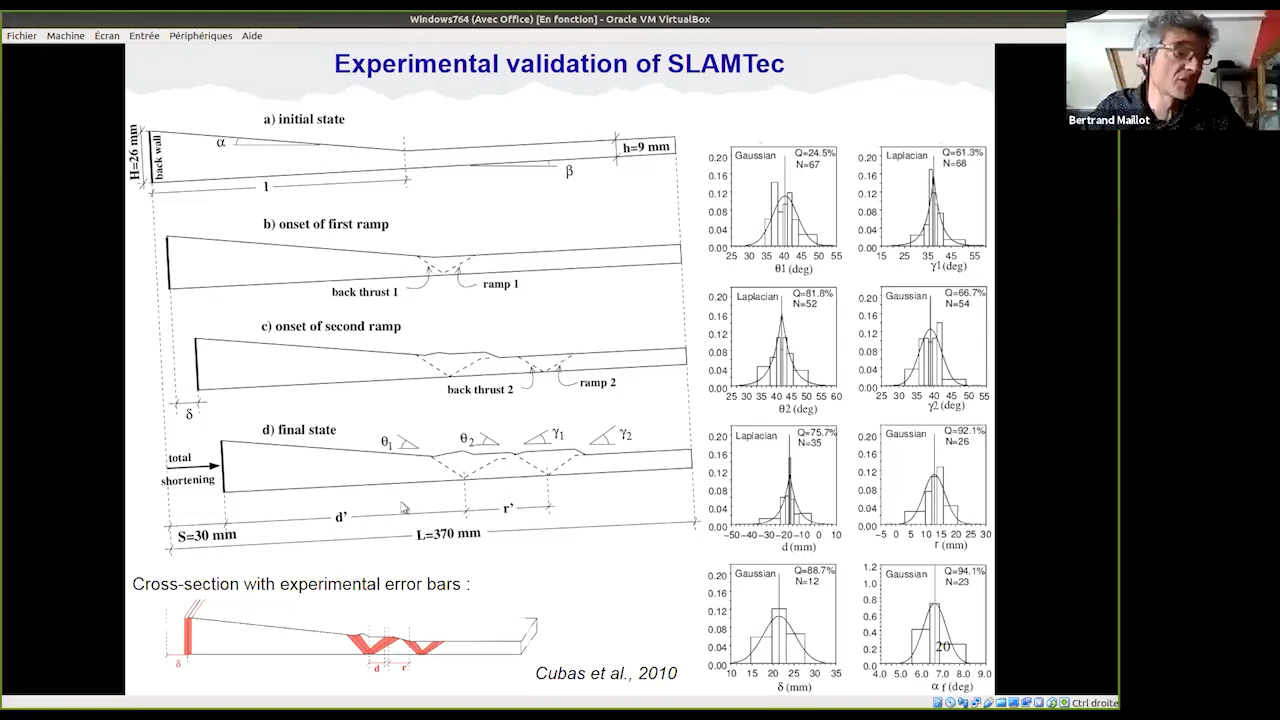 Windows764 (Avec Office) [En fonction] - Oracle VM VirtualBox
Fichier Machine Écran Entrée Périphériques Aide
Bertrand Maillot
Experimental validation of SLAMTec
a) initial state
H=26 mm
back wall
α
l
β
h=9 mm
b) onset of first ramp
back thrust 1
ramp 1
c) onset of second ramp
back thrust 2
ramp 2
δ
d) final state
θ1
θ2
γ1
γ2
total
shortening
d'
r'
S=30 mm
L=370 mm
Cross-section with experimental error bars :
δ
d
r
Cubas et al., 2010
Gaussian
Q=24.5%
N=67
0.20
0.16
0.12
0.08
0.04
0.00
25 30 35 40 45 50 55
θ1 (deg)
Laplacian
Q=61.3%
N=68
0.20
0.16
0.12
0.08
0.04
0.00
15 25 35 45 55
γ1(deg)
Laplacian
Q=81.8%
N=52
0.20
0.16
0.12
0.08
0.04
0.00
25 30 35 40 45 50 55 60
θ2 (deg)
Gaussian
Q=66.7%
N=54
0.20
0.16
0.12
0.08
0.04
0.00
25 30 35 40 45 50 55
γ2(deg)
Laplacian
Q=75.7%
N=35
0.20
0.16
0.12
0.08
0.04
0.00
−50 −40 −30 −20 −10 0 10
d (mm)
Gaussian
Q=92.1%
N=26
0.20
0.16
0.12
0.08
0.04
0.00
−5 0 5 10 15 20 25 30
r (mm)
Gaussian
Q=88.7%
N=12
0.20
0.16
0.12
0.08
0.04
0.00
10 15 20 25 30 35
δ (mm)
Gaussian
Q=94.1%
N=23
1.2
1.0
0.8
0.6
0.4
0.2
0.0
4.0 5.0 6.0 7.0 8.0 9.0
α f (deg)
20
Ctrl droite